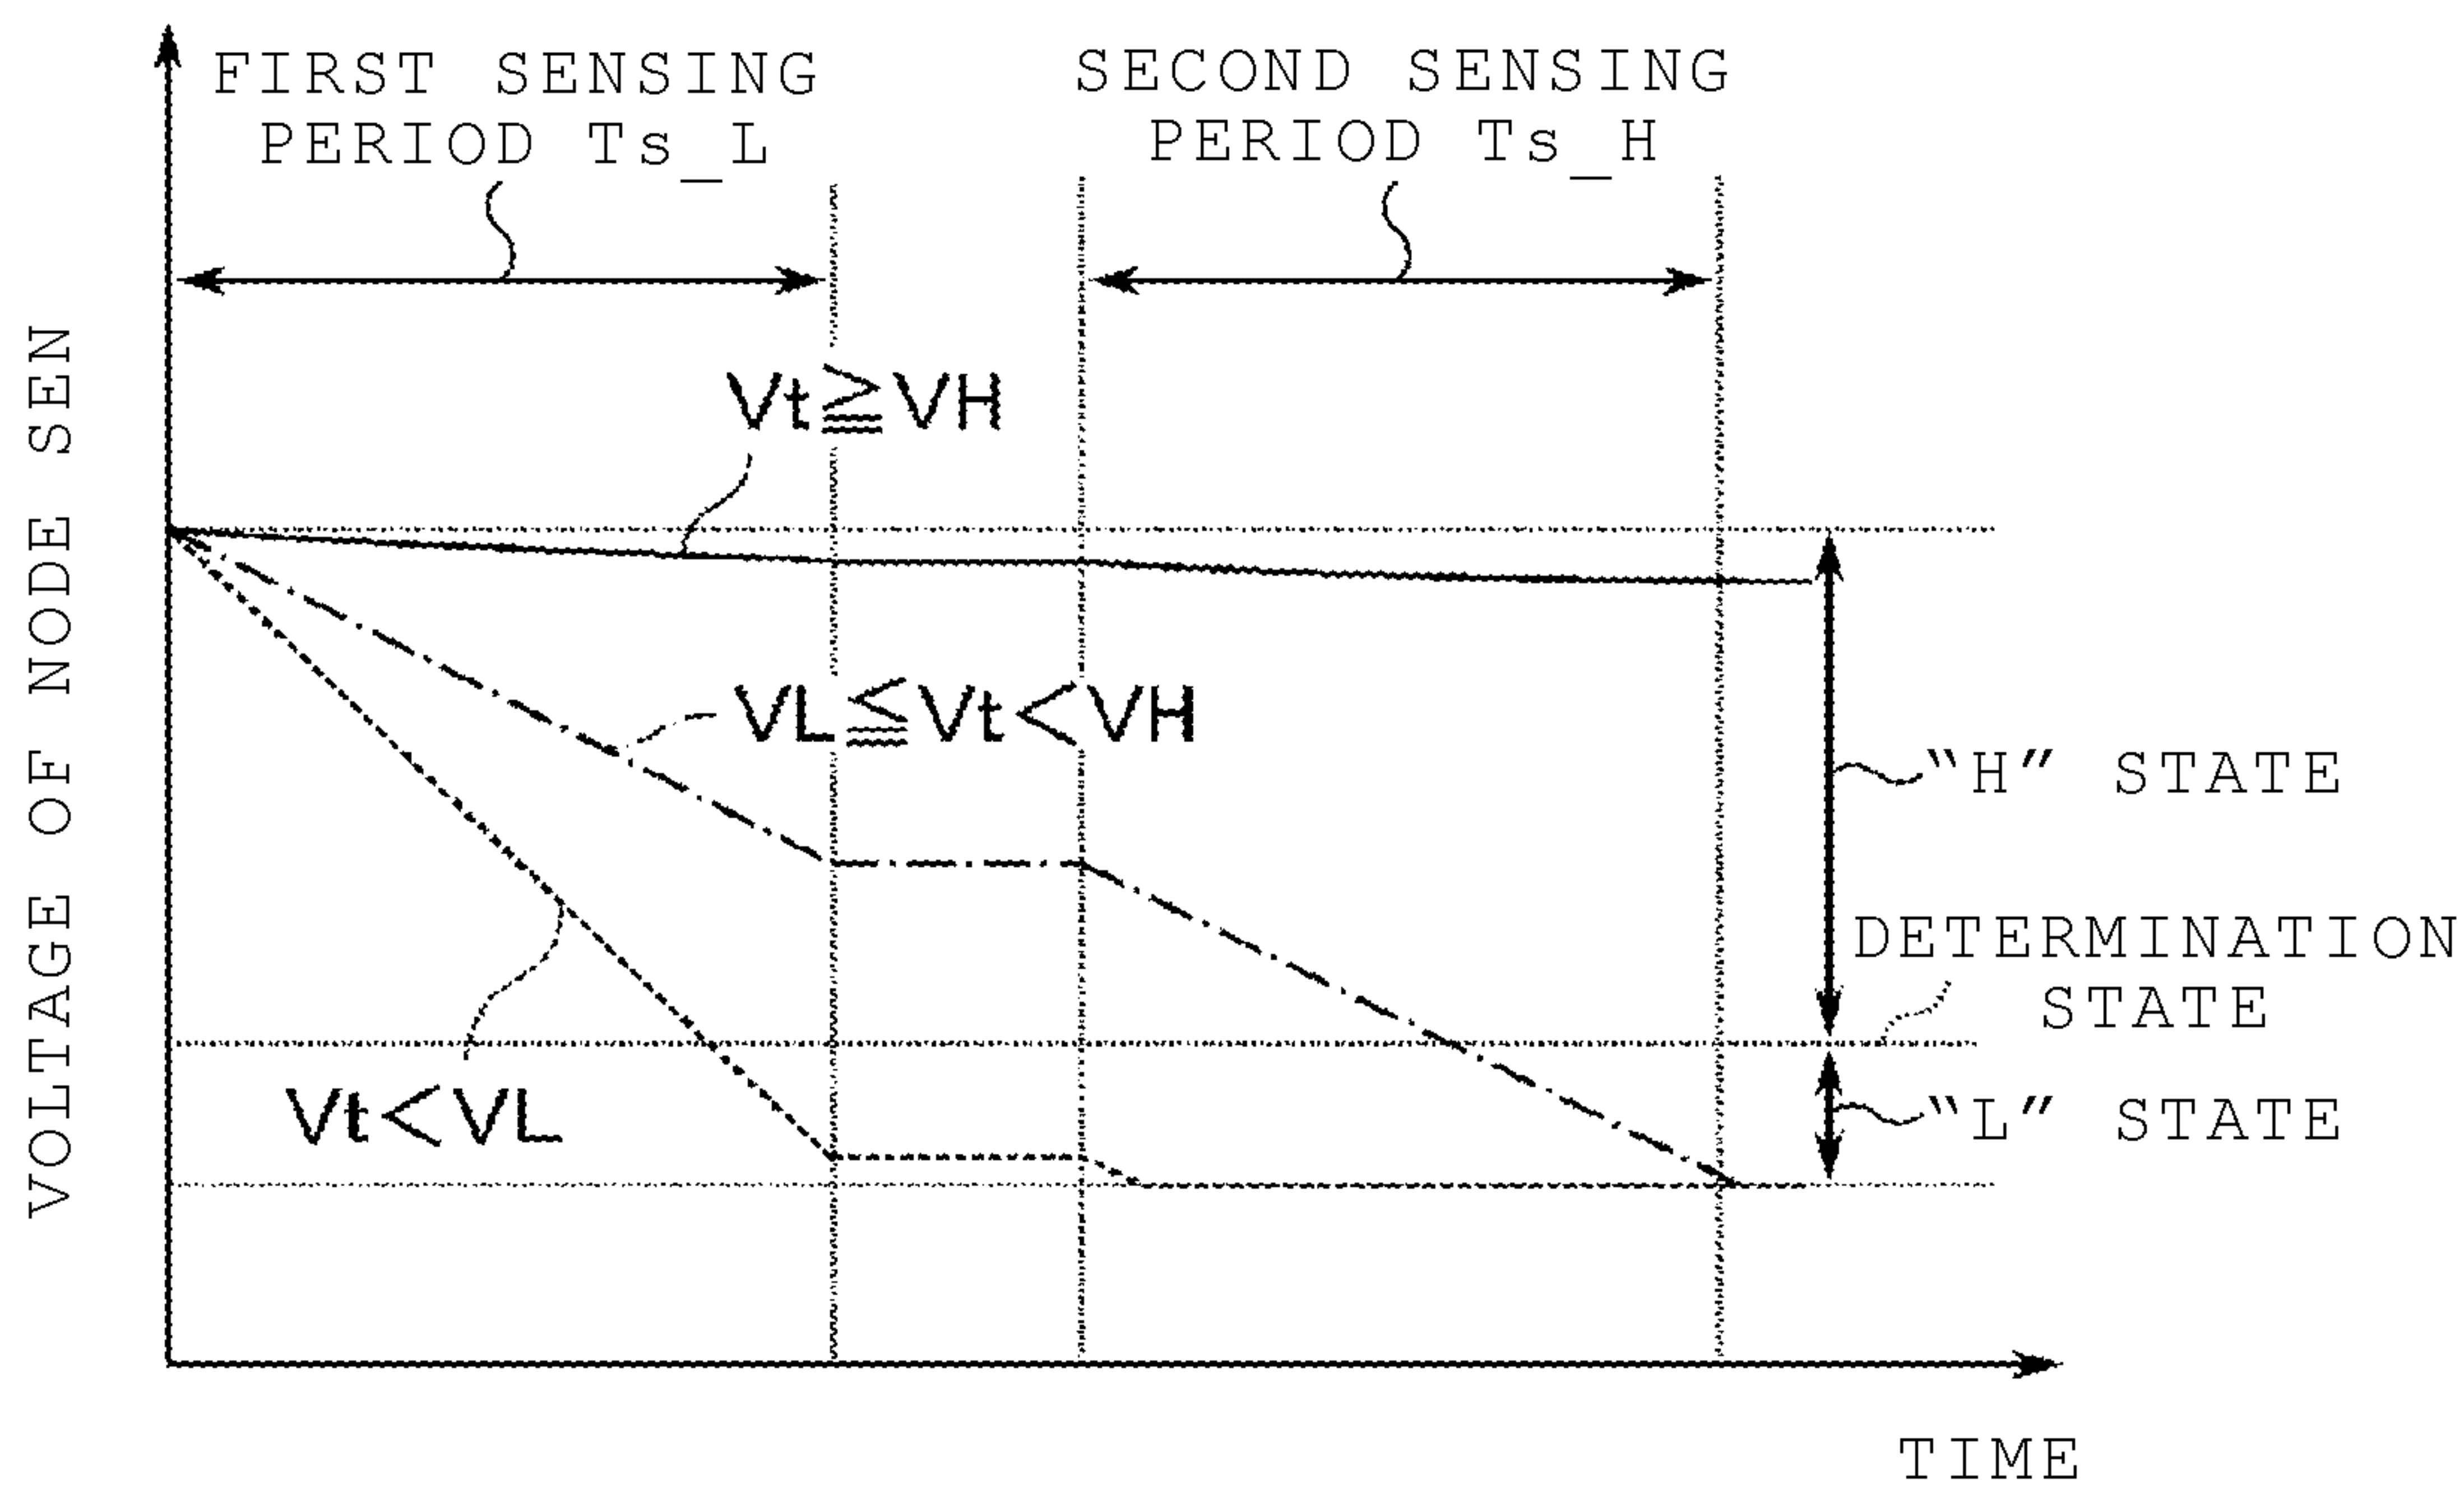 FIRST SENSING
PERIOD Ts_L
SECOND SENSING
PERIOD Ts_H
VOLTAGE OF NODE SEN
Vt≧VH
VL≦Vt<VH
Vt<VL
“H” STATE
DETERMINATION
STATE
“L” STATE
TIME